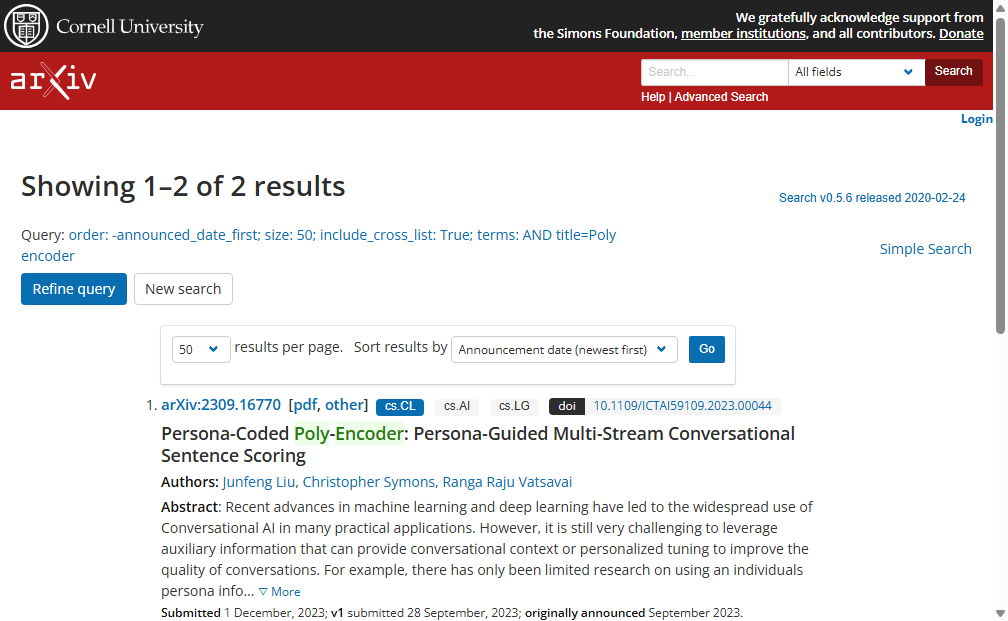 Cornell University
We gratefully acknowledge support from
the Simons Foundation, member institutions, and all contributors. Donate
arXiv
Search...
All fields
Search
Help | Advanced Search
Login
Showing 1–2 of 2 results
Search v0.5.6 released 2020-02-24
Query: order: -announced_date_first; size: 50; include_cross_list: True; terms: AND title=Poly
encoder
Simple Search
Refine query
New search
50 results per page. Sort results by Announcement date (newest first) Go
1. arXiv:2309.16770 [pdf, other] cs.CL cs.AI cs.LG doi 10.1109/ICTAI59109.2023.00044
Persona-Coded Poly-Encoder: Persona-Guided Multi-Stream Conversational
Sentence Scoring
Authors: Junfeng Liu, Christopher Symons, Ranga Raju Vatsavai
Abstract: Recent advances in machine learning and deep learning have led to the widespread use of
Conversational AI in many practical applications. However, it is still very challenging to leverage
auxiliary information that can provide conversational context or personalized tuning to improve the
quality of conversations. For example, there has only been limited research on using an individuals
persona info… ▽ More
Submitted 1 December, 2023; v1 submitted 28 September, 2023; originally announced September 2023.